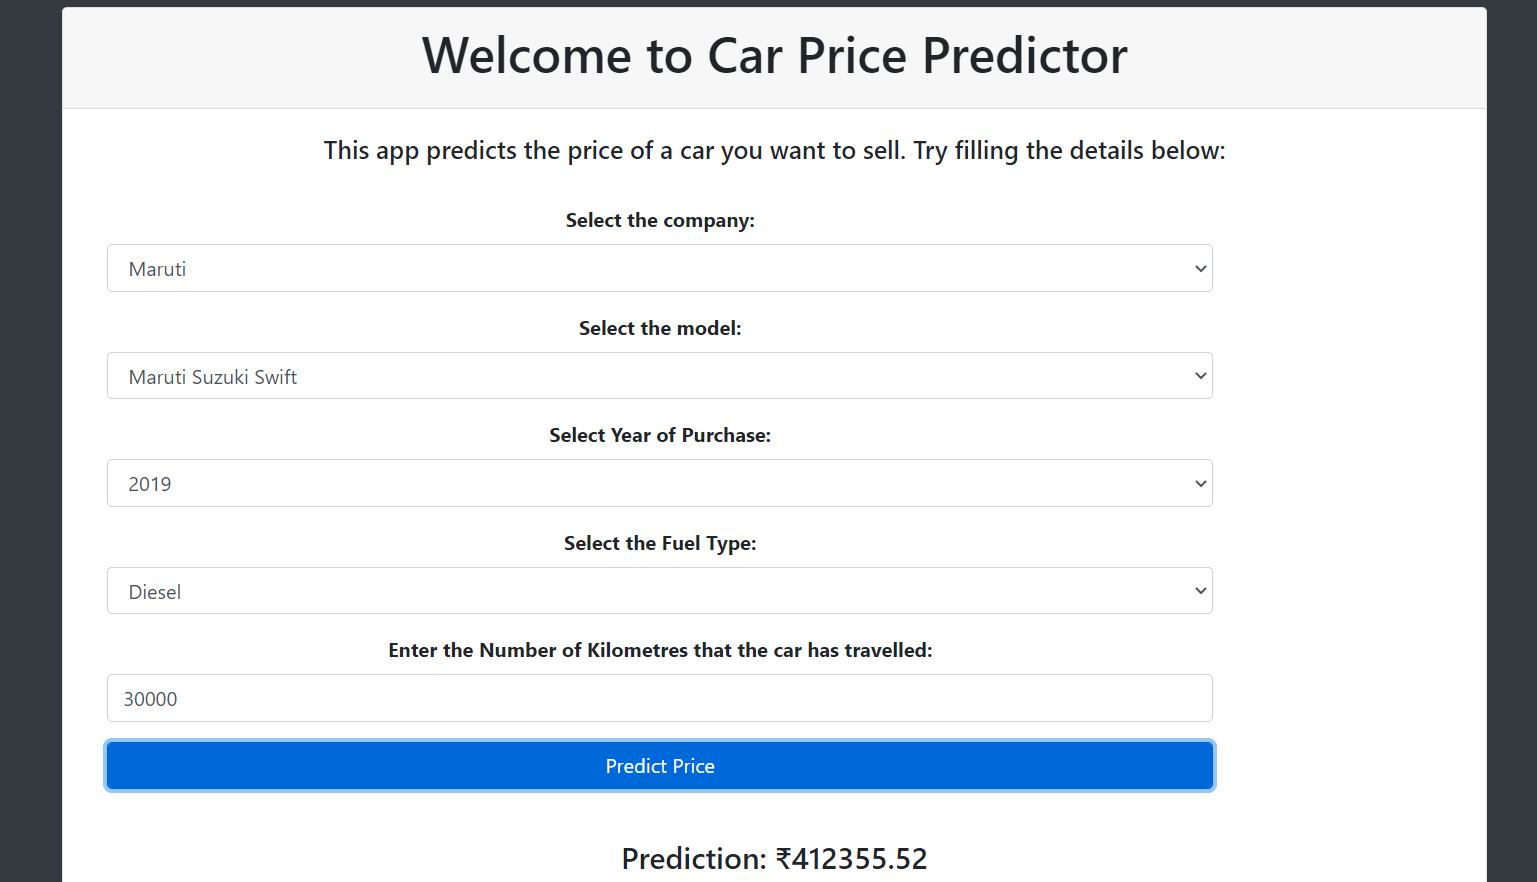 Welcome to Car Price Predictor
This app predicts the price of a car you want to sell. Try filling the details below:
Select the company:
Maruti
Select the model:
Maruti Suzuki Swift
Select Year of Purchase:
2019
Select the Fuel Type:
Diesel
Enter the Number of Kilometres that the car has travelled:
30000
Predict Price
Prediction: ₹412355.52